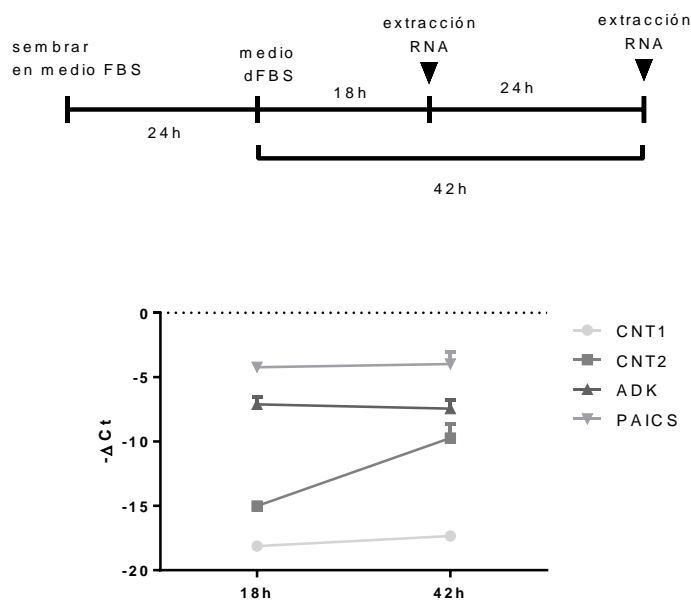 sembrar
en medio FBS
medio
dFBS
extracción
RNA
extracción
RNA
24h
18h
24h
42h
-ΔCt
0
-5
-10
-15
-20
18h
42h
CNT1
CNT2
ADK
PAICS